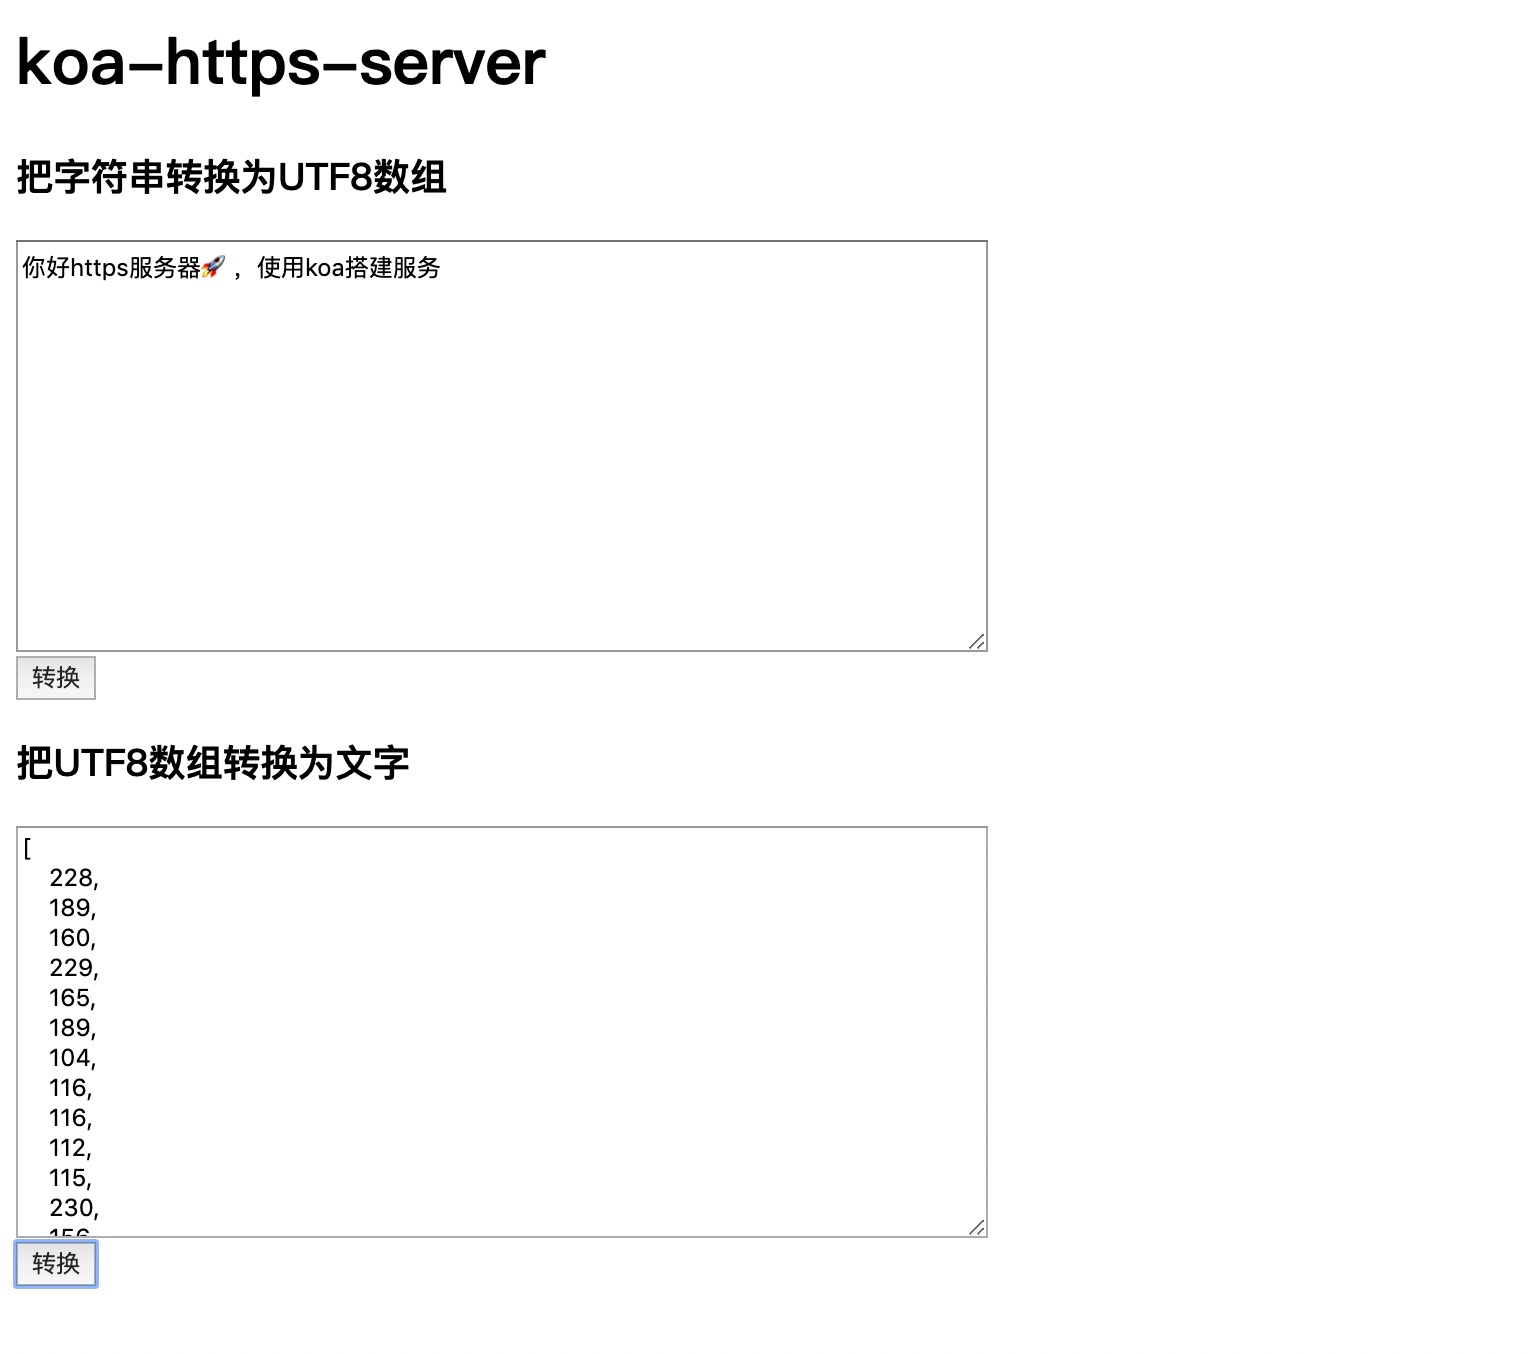 koa-https-server
把字符串转换为UTF8数组
你好https服务器🚀，使用koa搭建服务
转换
把UTF8数组转换为文字
[
228,
189,
160,
229,
165,
189,
104,
116,
116,
112,
115,
230,
156
转换